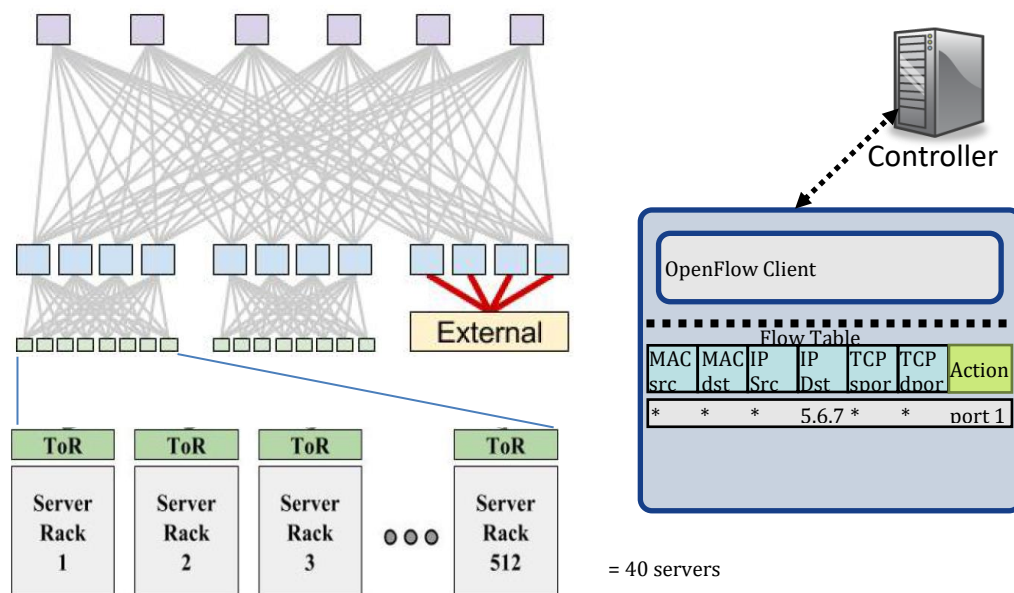 Controller
OpenFlow Client
External
Flow Table
MAC src
MAC dst
IP Src
IP Dst
TCP spor
TCP dpor
Action
* * * 5.6.7 * * port 1
ToR
ToR
ToR
ToR
Server Rack 1
Server Rack 2
Server Rack 3
Server Rack 512
= 40 servers